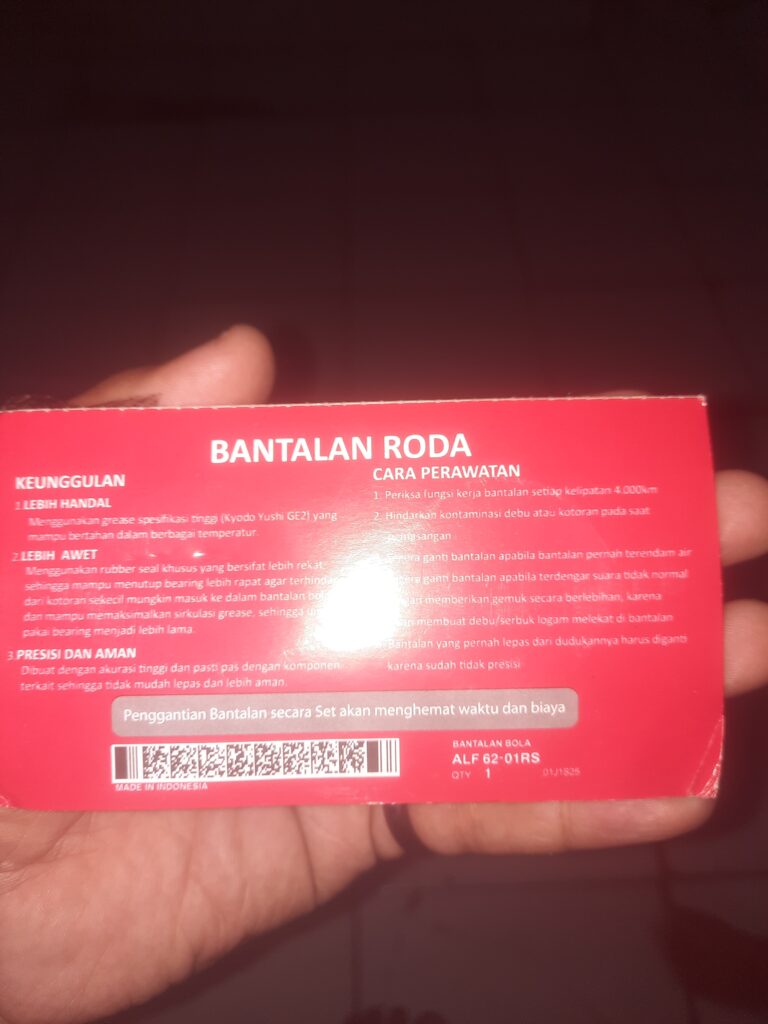 BANTALAN RODA
KEUNGGULAN
1 LEBIH HANDAL
Menggunakan grease spesifikasi tinggi (Kyodo Yushi GE2) yang
mampu bertahan dalam berbagai temperatur.
2. LEBIH AWET
Menggunakan rubber seal khusus yang bersifat lebih rekat
sehingga mampu menutup bearing lebih rapat agar terhindar
dari kotoran sekecil mungkin masuk ke dalam bantalan
dan mampu memaksimalkan sirkulasi grease, sehingga
pakai bearing menjadi lebih lama.
3. PRESISI DAN AMAN
Dibuat dengan akurasi tinggi dan pasti pas dengan komponen
terkait sehingga tidak mudah lepas dan lebih aman.
CARA PERAWATAN
1. Periksa fungsi kerja bantalan setiap kelipatan 4.000km
2. Hindarkan kontaminasi debu atau kotoran pada saat
ganti bantalan apabila bantalan pernah terendam air
ganti bantalan apabila terdengar suara tidak normal
memberikan gemuk secara berlebihan, karena
membuat debu/serbuk logam melekat di bantalan
Bantalan yang pernah lepas dari dudukannya harus diganti
karena sudah tidak presisi
Penggantian Bantalan secara Set akan menghemat waktu dan biaya
MADE IN INDONESIA
BANTALAN BOLA
ALF 62-01RS
QTY 1 01J1825